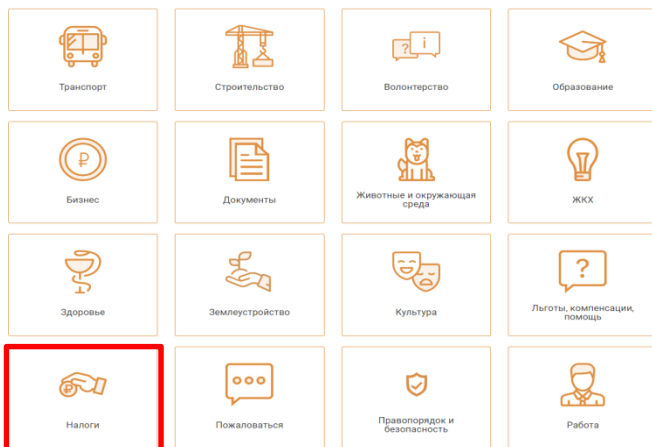 Транспорт
Строительство
? i
Волонтерство
Образование
₽
Бизнес
Документы
Животные и окружающая
среда
ЖКХ
Здоровье
Землеустройство
Культура
?
Льготы, компенсации,
помощь
₽
Налоги
Пожаловаться
Правопорядок и
безопасность
Работа